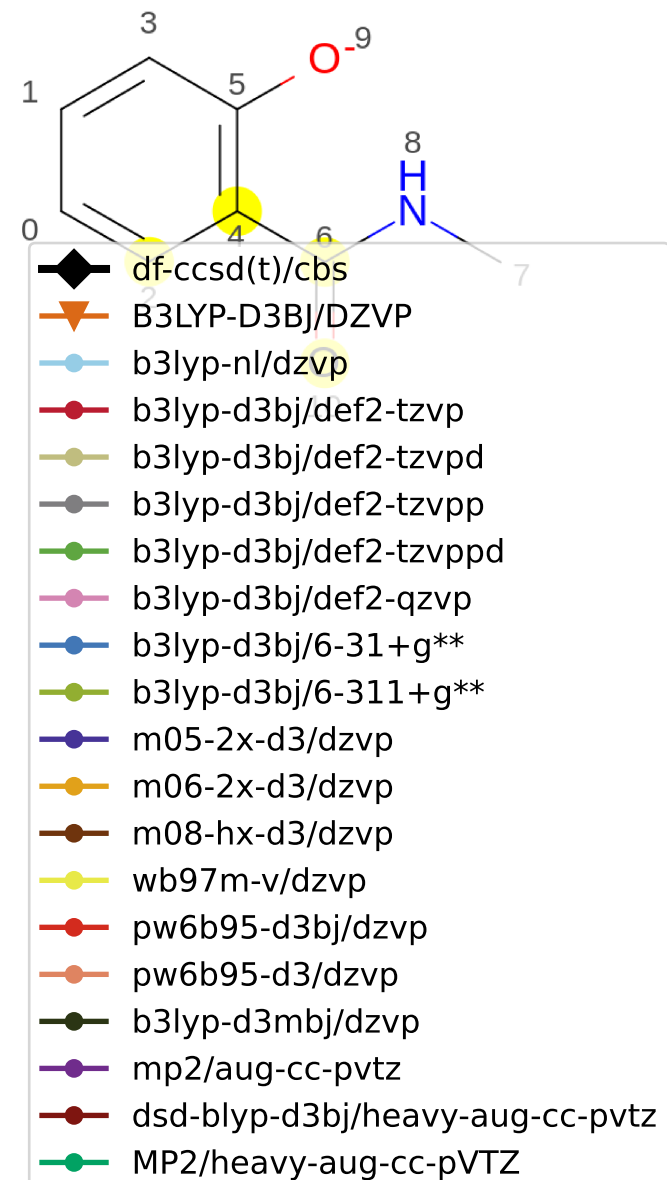 3
O-9
1
5
8
H
N
0
4
6
7
2
O
10
df-ccsd(t)/cbs
B3LYP-D3BJ/DZVP
b3lyp-nl/dzvp
b3lyp-d3bj/def2-tzvp
b3lyp-d3bj/def2-tzvpd
b3lyp-d3bj/def2-tzvpp
b3lyp-d3bj/def2-tzvppd
b3lyp-d3bj/def2-qzvp
b3lyp-d3bj/6-31+g**
b3lyp-d3bj/6-311+g**
m05-2x-d3/dzvp
m06-2x-d3/dzvp
m08-hx-d3/dzvp
wb97m-v/dzvp
pw6b95-d3bj/dzvp
pw6b95-d3/dzvp
b3lyp-d3mbj/dzvp
mp2/aug-cc-pvtz
dsd-blyp-d3bj/heavy-aug-cc-pvtz
MP2/heavy-aug-cc-pVTZ